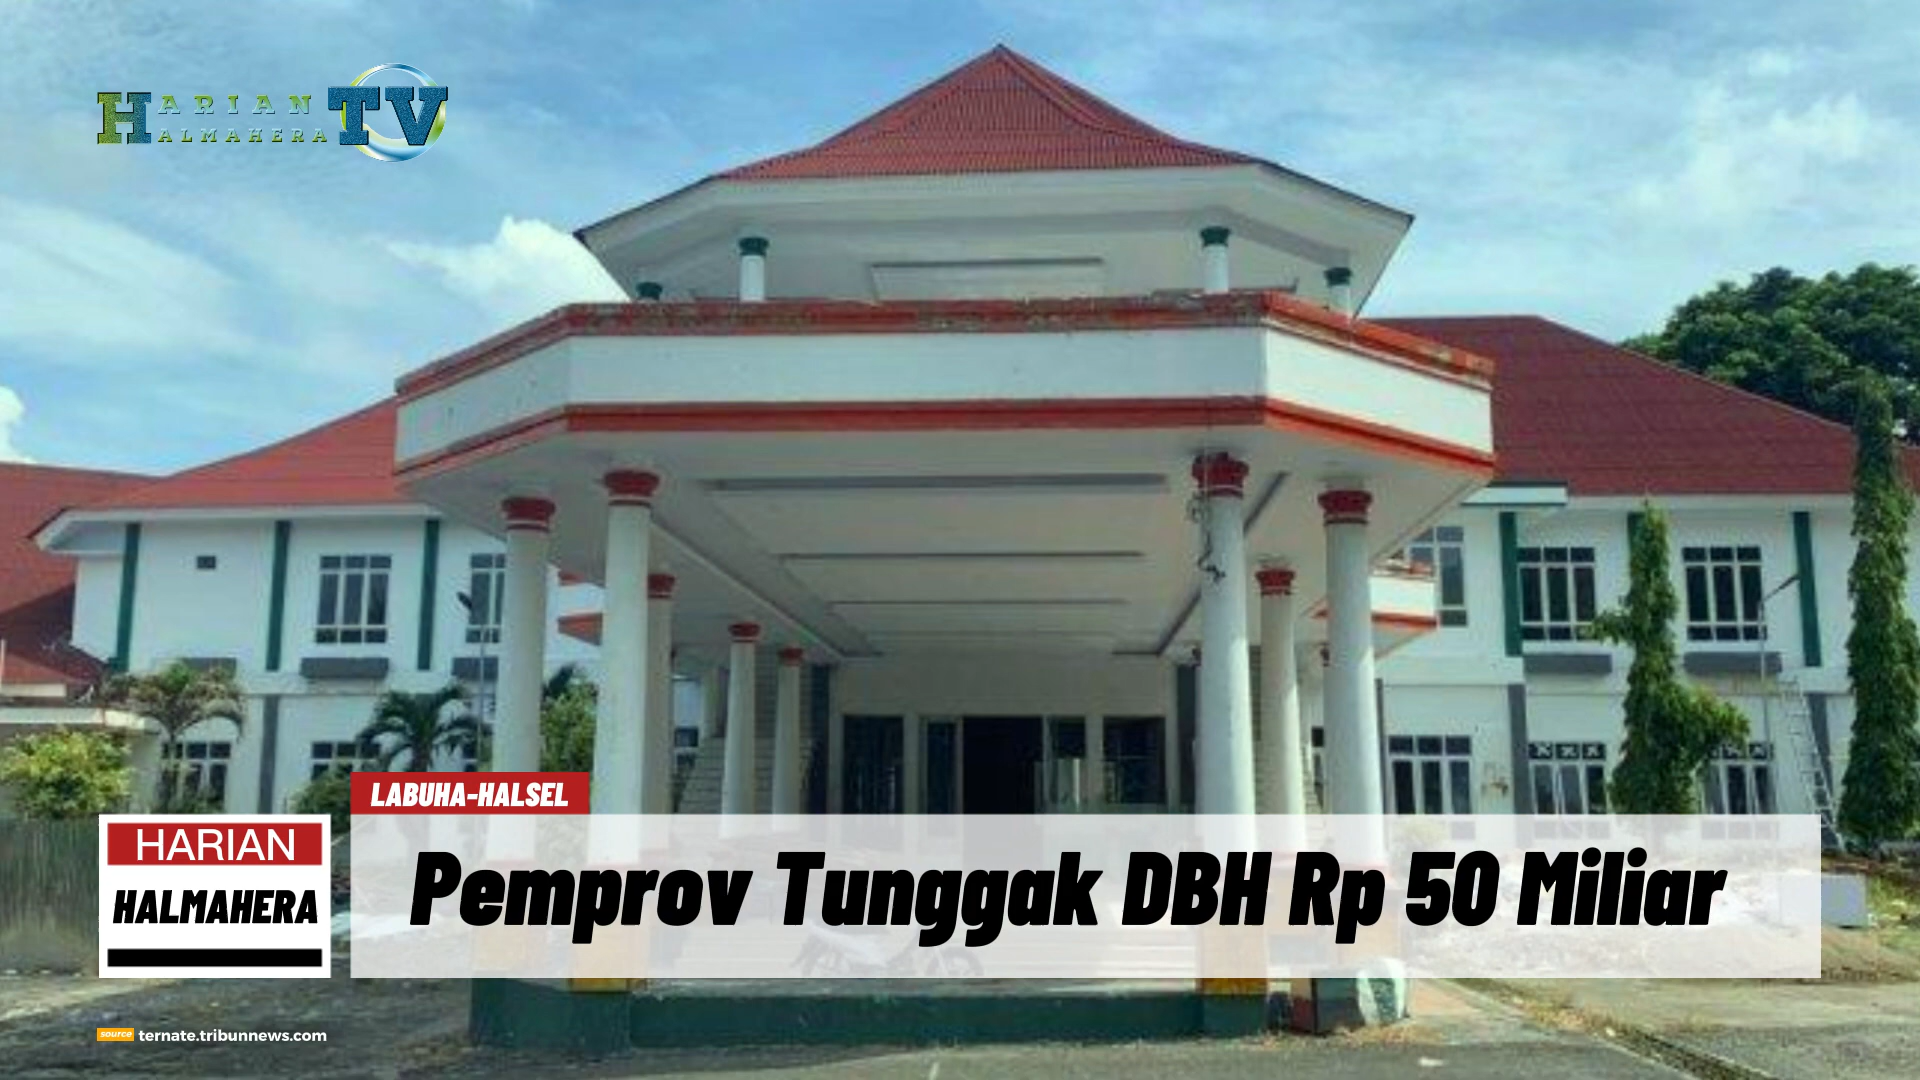 HARIAN
HALMAHERA TV
LABUHA-HALSEL
HARIAN
HALMAHERA
Pemprov Tunggak DBH Rp 50 Miliar
source ternate.tribunnews.com